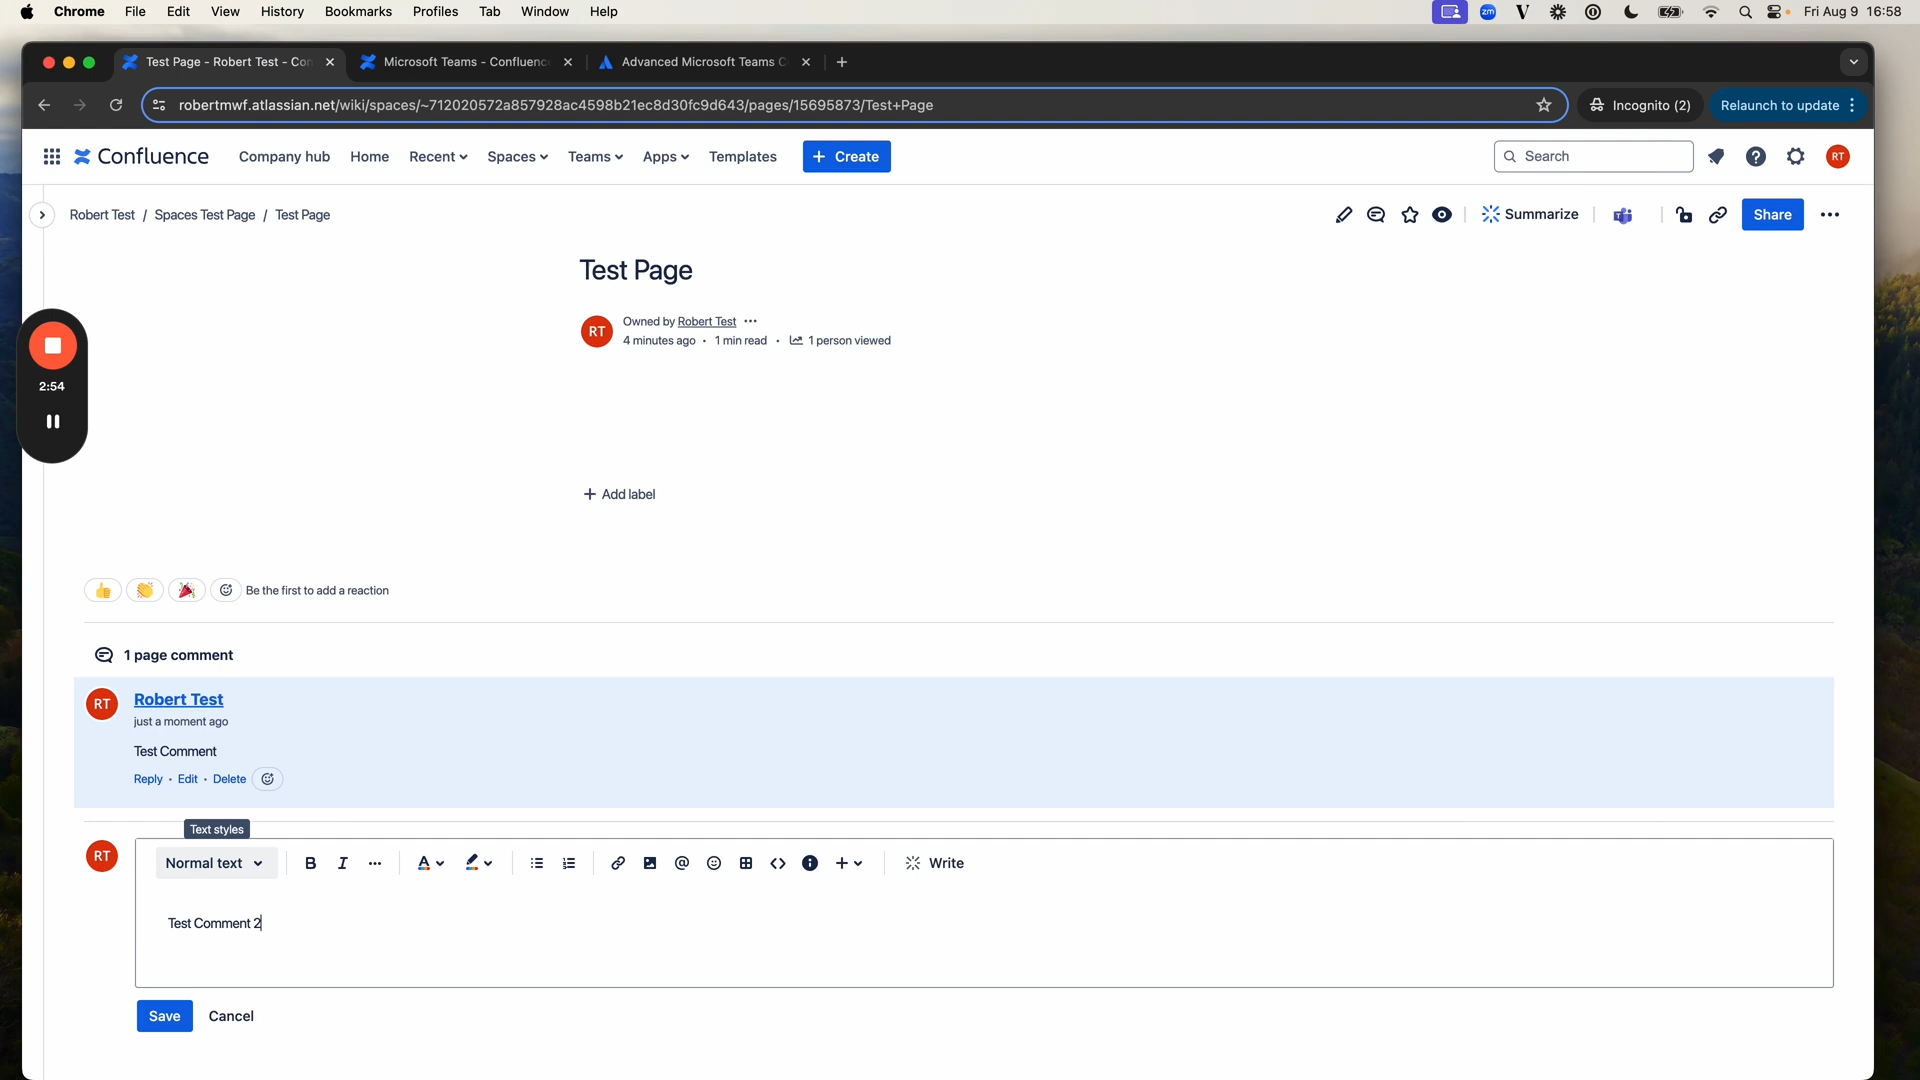 Chrome File Edit View History Bookmarks Profiles Tab Window Help
zm
Fri Aug 9 16:58
Test Page - Robert Test - Con
Microsoft Teams - Confluenc
Advanced Microsoft Teams C
robertmwf.atlassian.net/wiki/spaces/~712020572a857928ac4598b21ec8d30fc9d643/pages/15695873/Test+Page
Incognito (2)
Relaunch to update
Confluence
Company hub Home Recent Spaces Teams Apps Templates + Create
Search
RT
Robert Test / Spaces Test Page / Test Page
Summarize
Share
Test Page
RT
Owned by Robert Test
4 minutes ago • 1 min read • 1 person viewed
2:54
+ Add label
Be the first to add a reaction
1 page comment
RT
Robert Test
just a moment ago
Test Comment
Reply • Edit • Delete
Text styles
RT
Normal text B I ••• A @ <> + Write
Test Comment 2
Save Cancel